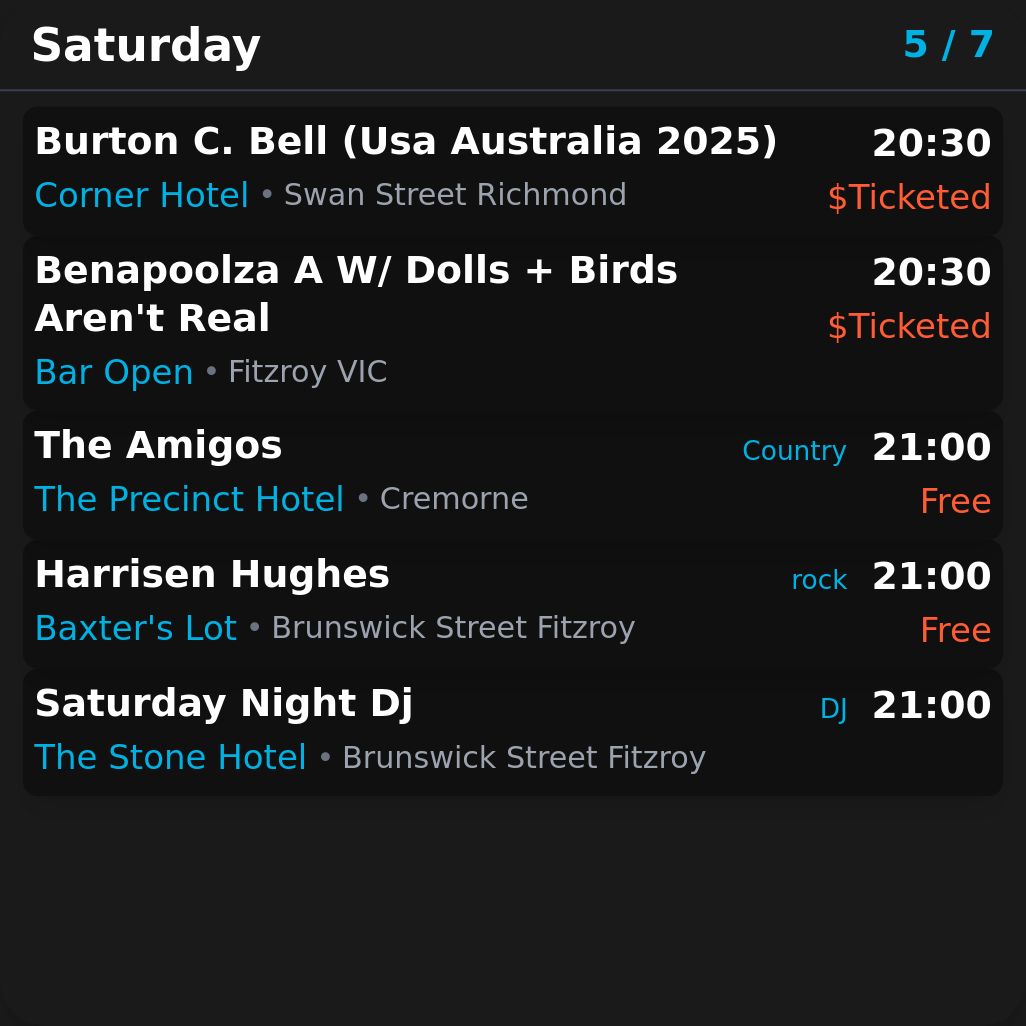 Saturday 5 / 7
Burton C. Bell (Usa Australia 2025) 20:30
Corner Hotel • Swan Street Richmond $Ticketed
Benapoolza A W/ Dolls + Birds 20:30
Aren't Real $Ticketed
Bar Open • Fitzroy VIC
The Amigos Country 21:00
The Precinct Hotel • Cremorne Free
Harrisen Hughes rock 21:00
Baxter's Lot • Brunswick Street Fitzroy Free
Saturday Night Dj DJ 21:00
The Stone Hotel • Brunswick Street Fitzroy